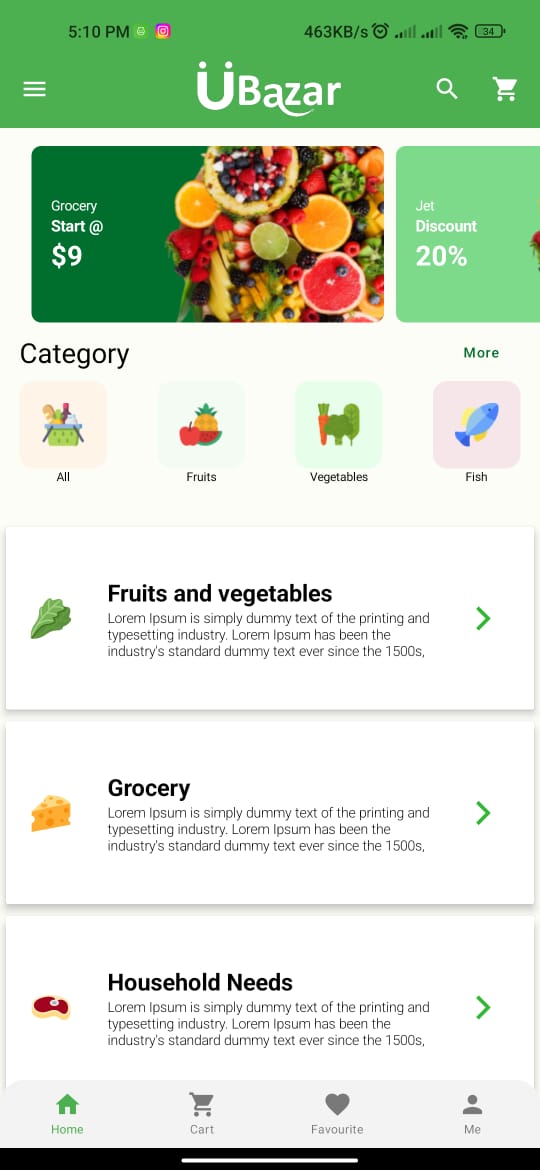 5:10 PM 463KB/s 34
ÜBazar
Grocery
Start @
$9
Jet
Discount
20%
Category
More
All
Fruits
Vegetables
Fish
Fruits and vegetables
Lorem Ipsum is simply dummy text of the printing and
typesetting industry. Lorem Ipsum has been the
industry's standard dummy text ever since the 1500s,
Grocery
Lorem Ipsum is simply dummy text of the printing and
typesetting industry. Lorem Ipsum has been the
industry's standard dummy text ever since the 1500s,
Household Needs
Lorem Ipsum is simply dummy text of the printing and
typesetting industry. Lorem Ipsum has been the
industry's standard dummy text ever since the 1500s,
Home
Cart
Favourite
Me